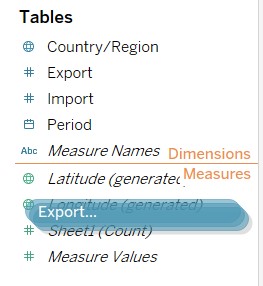 Tables
Country/Region
# Export
# Import
Period
Abc Measure Names Dimensions
# Latitude (generated
Measures
Longitude (generated)
Export...
# Sheet1 (Count)
# Measure Values